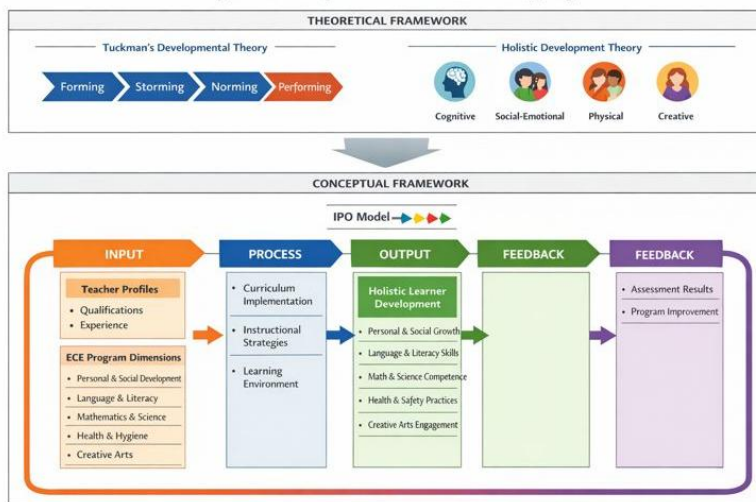 THEORETICAL FRAMEWORK
Tuckman's Developmental Theory
Forming
Storming
Norming
Performing
Holistic Development Theory
Cognitive
Social-Emotional
Physical
Creative
CONCEPTUAL FRAMEWORK
IPO Model
INPUT
Teacher Profiles
• Qualifications
• Experience
ECE Program Dimensions
• Personal & Social Development
• Language & Literacy
• Mathematics & Science
• Health & Hygiene
• Creative Arts
PROCESS
• Curriculum
Implementation
• Instructional
Strategies
• Learning
Environment
OUTPUT
Holistic Learner
Development
• Personal & Social Growth
• Language & Literacy Skills
• Math & Science Competence
• Health & Safety Practices
• Creative Arts Engagement
FEEDBACK
FEEDBACK
• Assessment Results
• Program Improvement